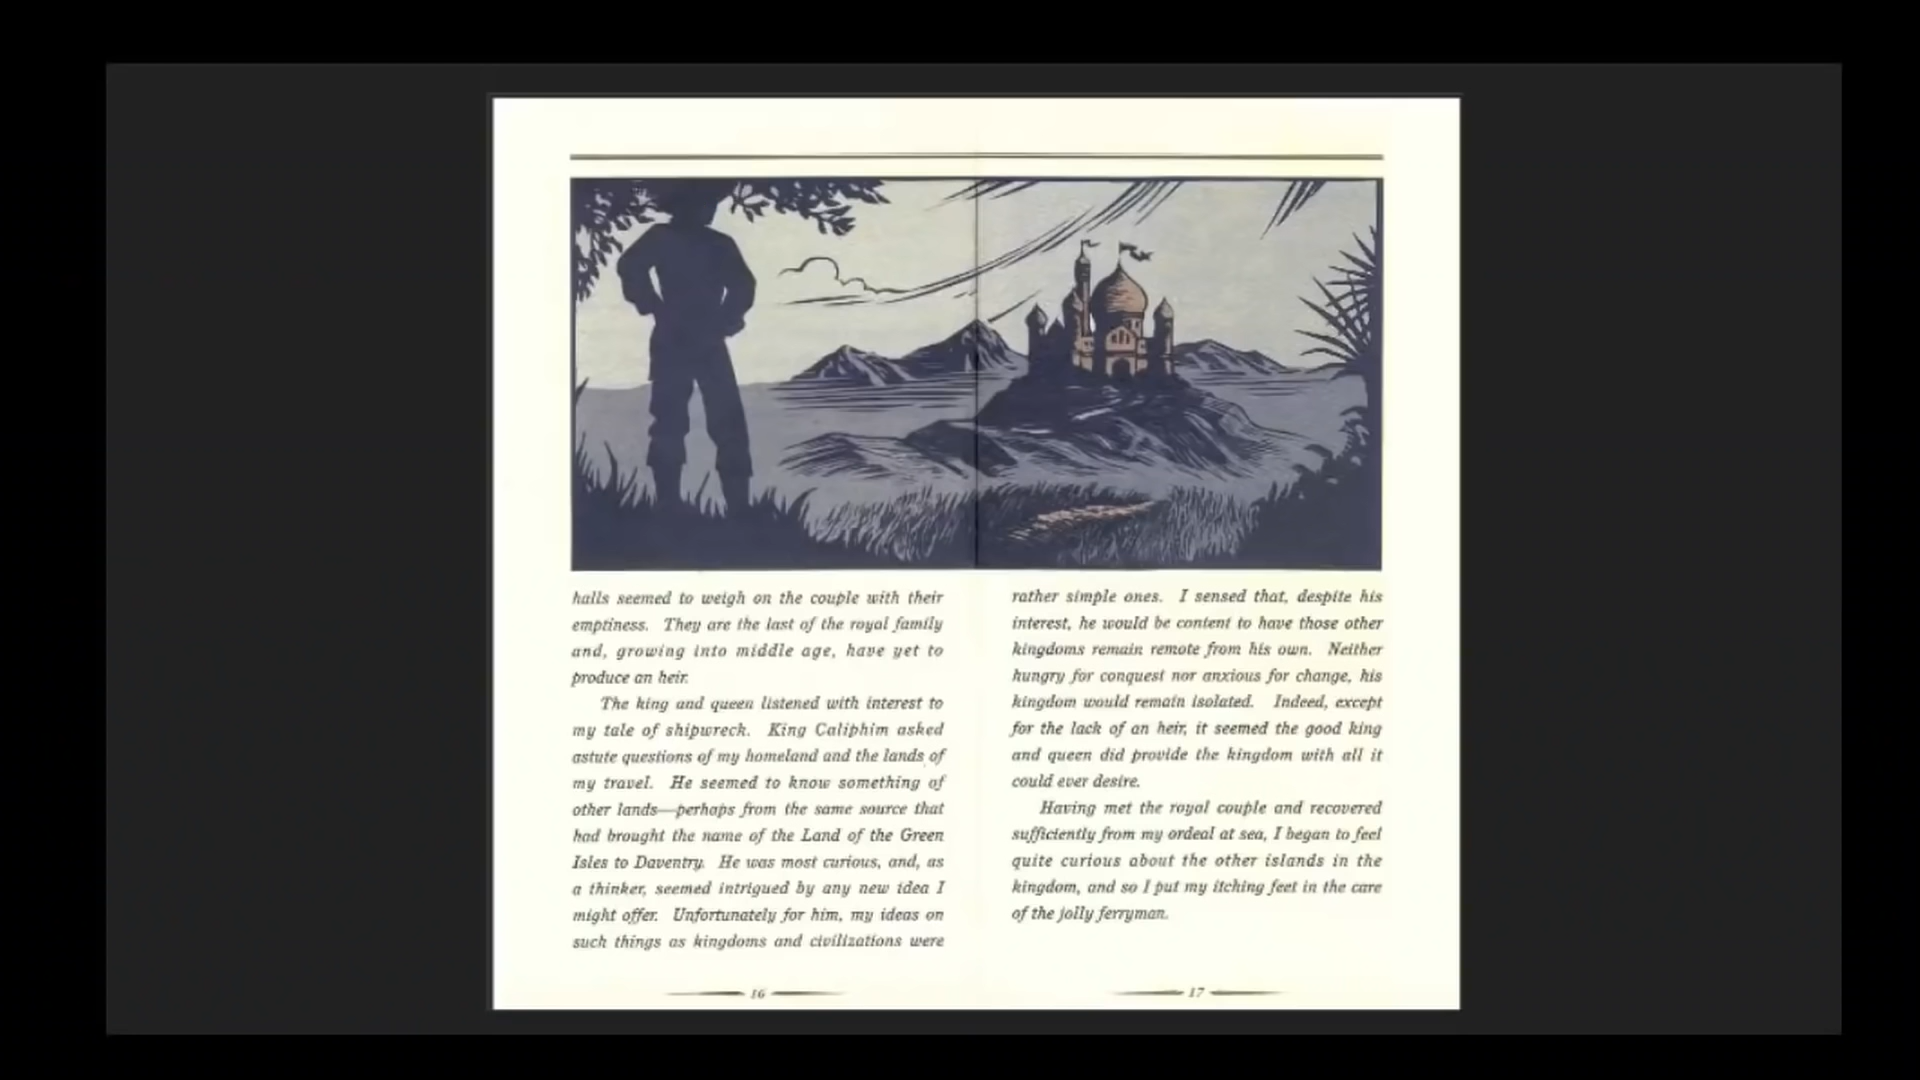 halls seemed to weigh on the couple with their
emptiness. They are the last of the royal family
and, growing into middle age, have yet to
produce an heir.
The king and queen listened with interest to
my tale of shipwreck. King Caliphim asked
astute questions of my homeland and the lands of
my travel. He seemed to know something of
other lands—perhaps from the same source that
had brought the name of the Land of the Green
Isles to Daventry. He was most curious, and, as
a thinker, seemed intrigued by any new idea I
might offer. Unfortunately for him, my ideas on
such things as kingdoms and civilizations were
16
rather simple ones. I sensed that, despite his
interest, he would be content to have those other
kingdoms remain remote from his own. Neither
hungry for conquest nor anxious for change, his
kingdom would remain isolated. Indeed, except
for the lack of an heir, it seemed the good king
and queen did provide the kingdom with all it
could ever desire.
Having met the royal couple and recovered
sufficiently from my ordeal at sea, I began to feel
quite curious about the other islands in the
kingdom, and so I put my itching feet in the care
of the jolly ferryman.
17